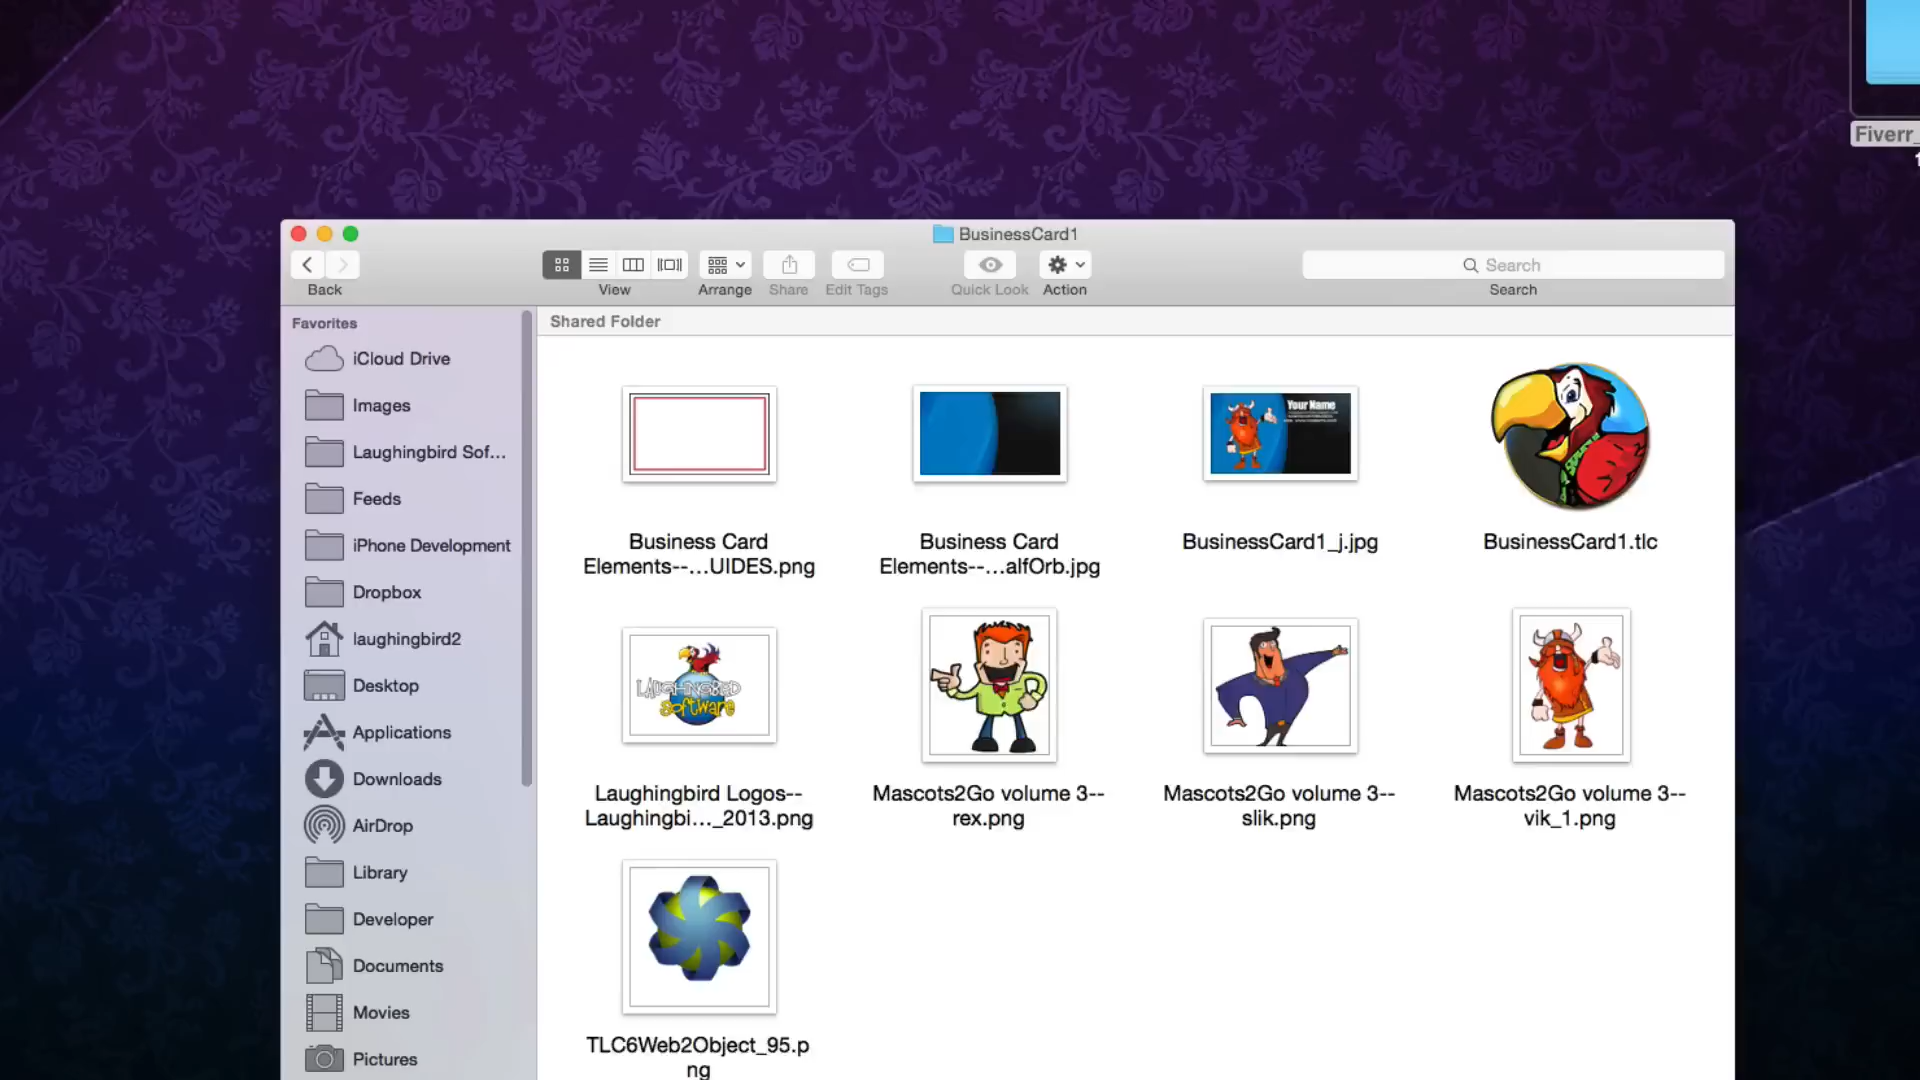 Fiverr_
BusinessCard1
Search
Back
View
Arrange
Share
Edit Tags
Quick Look
Action
Search
Favorites
iCloud Drive
Images
Laughingbird Sof...
Feeds
iPhone Development
Dropbox
laughingbird2
Desktop
Applications
Downloads
AirDrop
Library
Developer
Documents
Movies
Pictures
Shared Folder
Your Name
Business Card
Elements--...UIDES.png
Business Card
Elements--...alfOrb.jpg
BusinessCard1_j.jpg
BusinessCard1.tlc
LAUGHINGBIRD
software
Laughingbird Logos--
Laughingbi..._2013.png
Mascots2Go volume 3--
rex.png
Mascots2Go volume 3--
slik.png
Mascots2Go volume 3--
vik_1.png
TLC6Web2Object_95.p
ng